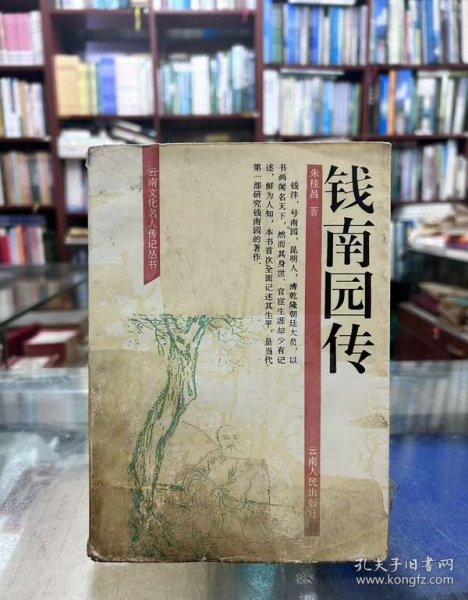 钱南园传
朱桂昌 著
云南人民出版社
钱沣，号南园，昆明人，清乾隆朝廷大员，以
书画闻名天下，然而其身世、官宦生涯却少有记
述，鲜为人知，本书首次全面记述其生平，是当代
第一部研究钱南园的著作。
云南文化名人传记丛书
孔夫子旧书网
www.kongfz.com